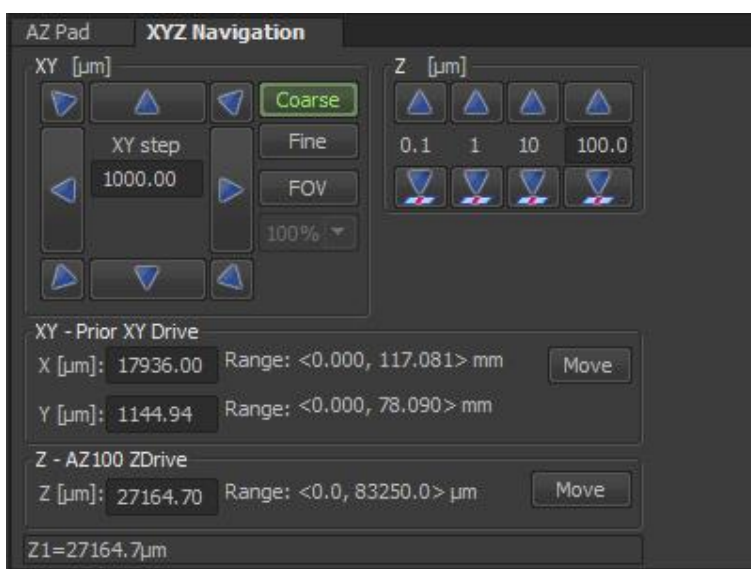 AZ Pad XYZ Navigation
XY [µm]
Coarse
XY step
Fine
1000.00
FOV
100%
Z [µm]
0.1 1 10 100.0
XY - Prior XY Drive
X [µm]: 17936.00 Range: <0.000, 117.081> mm Move
Y [µm]: 1144.94 Range: <0.000, 78.090> mm
Z - AZ100 ZDrive
Z [µm]: 27164.70 Range: <0.0, 83250.0> µm Move
Z1=27164.7µm